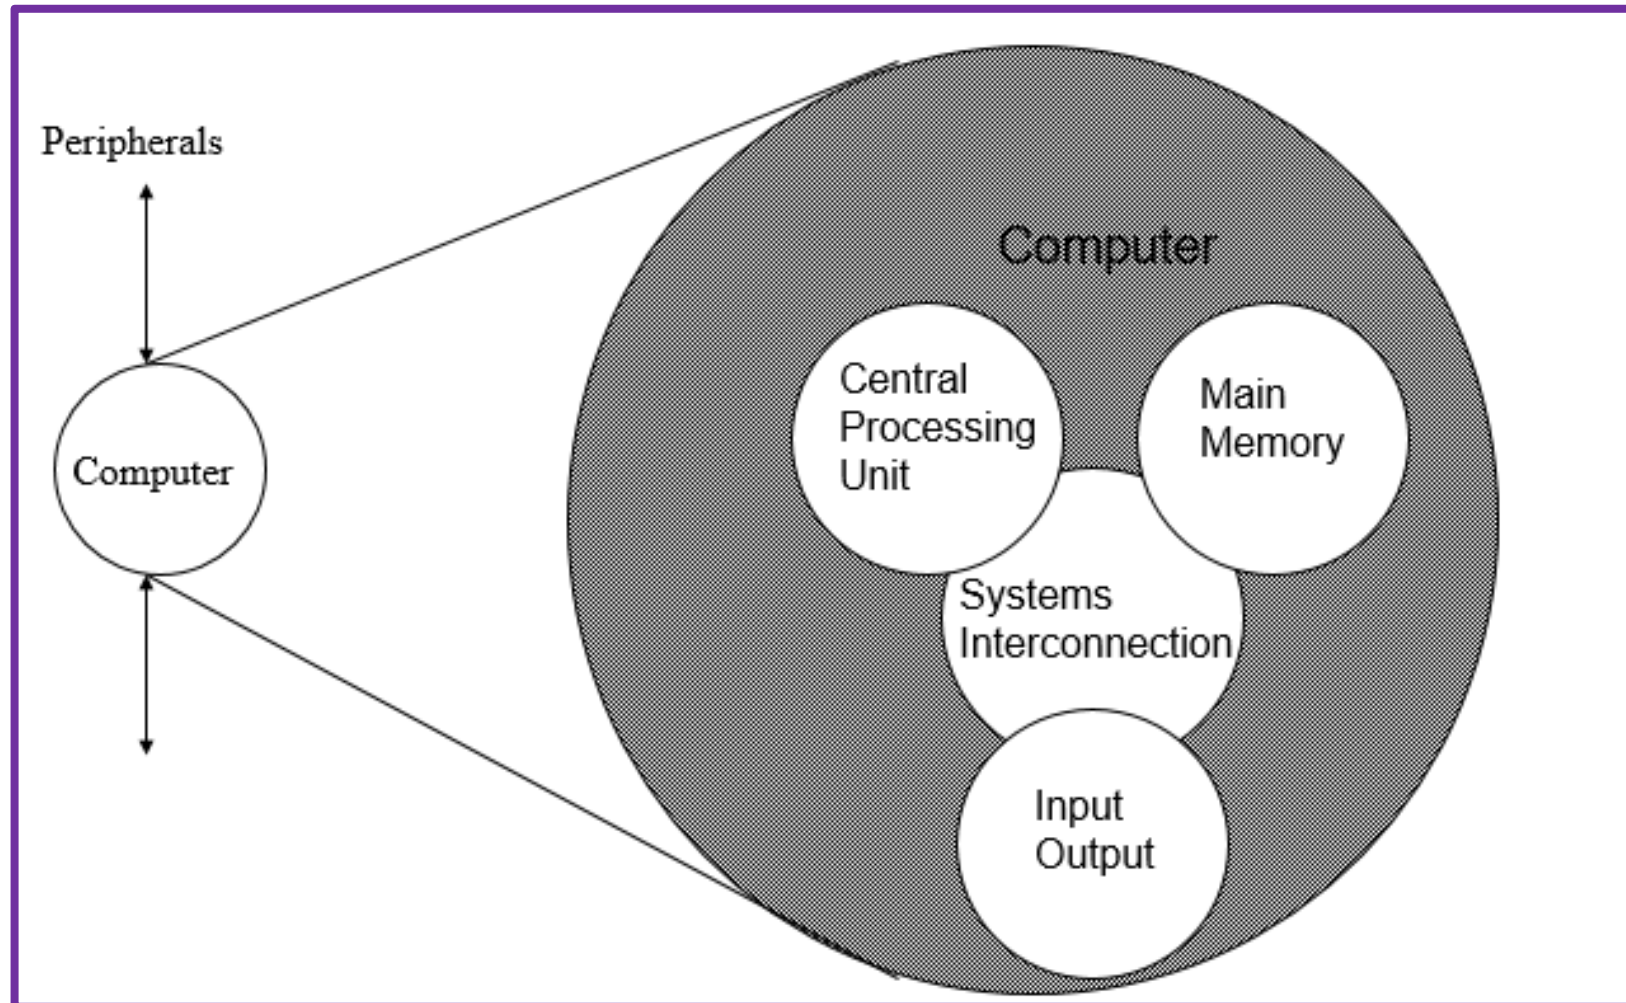 Peripherals
Computer
Computer
Central
Processing
Unit
Main
Memory
Systems
Interconnection
Input
Output